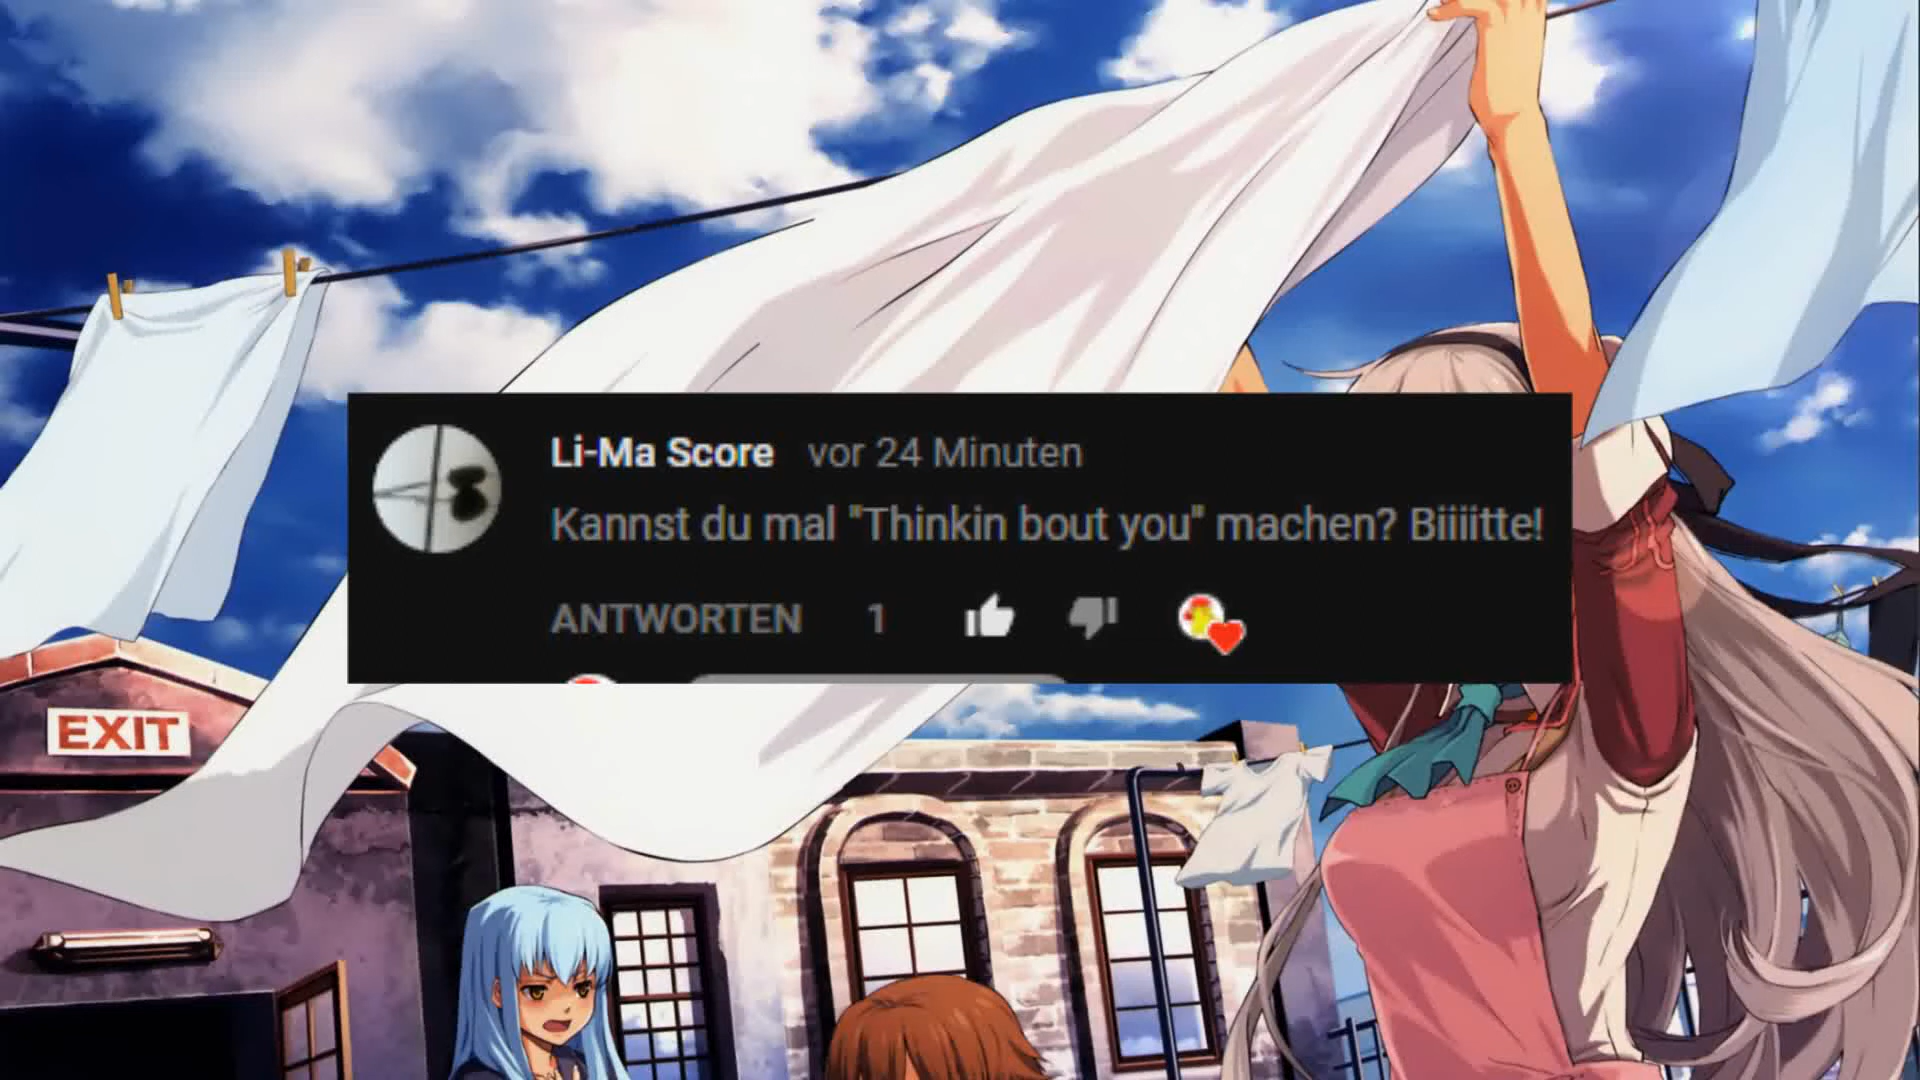 Li-Ma Score vor 24 Minuten
Kannst du mal "Thinkin bout you" machen? Biiiitte!
ANTWORTEN 1
EXIT